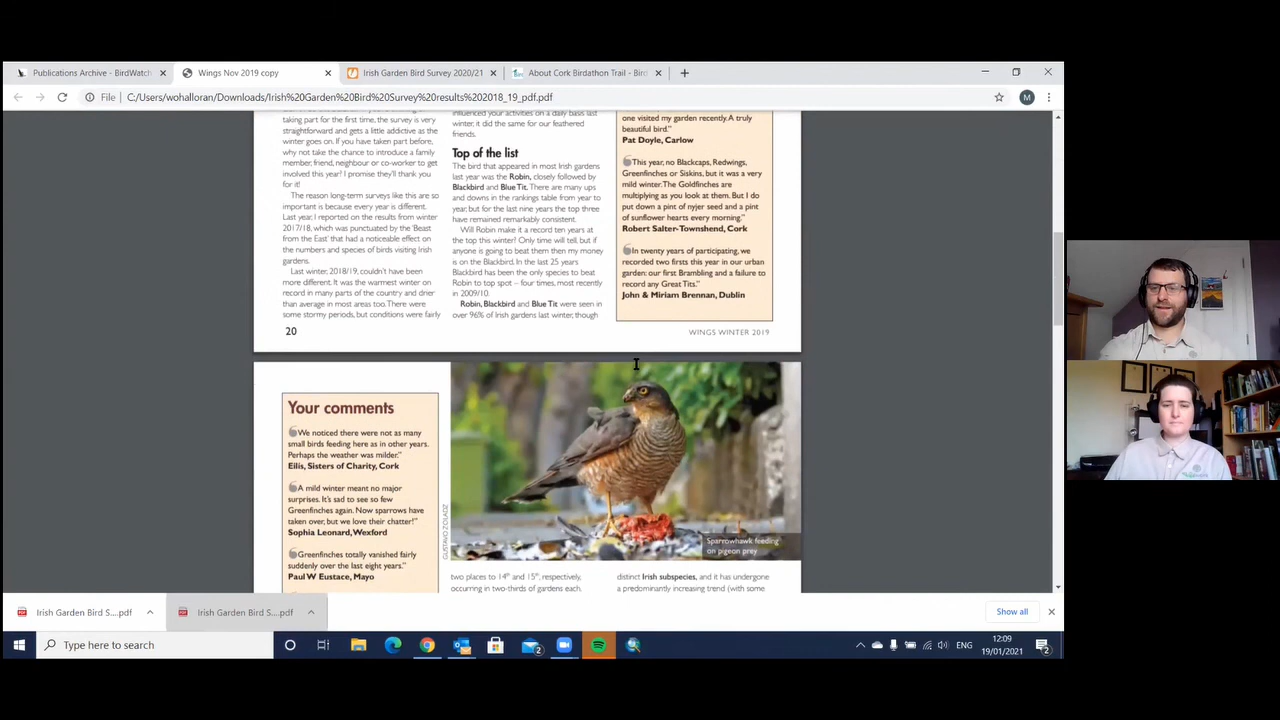 Publications Archive - BirdWatch
Wings Nov 2019 copy
Irish Garden Bird Survey 2020/21
About Cork Birdathon Trail - Bird
File
C:/Users/wohalloran/Downloads/Irish%20Garden%20Bird%20Survey%20results%202018_19_pdf.pdf
M
taking part for the first time, the survey is very
straightforward and gets a little addictive as the
winter goes on. If you have taken part before,
why not take the chance to introduce a family
member, friend, neighbour or co-worker to get
involved this year? I promise they'll thank you
for it!
The reason long-term surveys like this are so
important is because every year is different.
Last year, I reported on the results from winter
2017/18, which was punctuated by the 'Beast
from the East' that had a noticeable effect on
the numbers and species of birds visiting Irish
gardens.
Last winter, 2018/19, couldn't have been
more different. It was the warmest winter on
record in many parts of the country and drier
than average in most areas too. There were
some stormy periods, but conditions were fairly
20
influenced your activities on a daily basis last
winter, it did the same for our feathered
friends.
Top of the list
The bird that appeared in most Irish gardens
last year was the Robin, closely followed by
Blackbird and Blue Tit. There are many ups
and downs in the rankings table from year to
year, but for the last nine years the top three
have remained remarkably consistent.
Will Robin make it a record ten years at
the top this winter? Only time will tell, but if
anyone is going to beat them then my money
is on the Blackbird. In the last 25 years
Blackbird has been the only species to beat
Robin to top spot – four times, most recently
in 2009/10.
Robin, Blackbird and Blue Tit were seen in
over 96% of Irish gardens last winter, though
one visited my garden recently. A truly
beautiful bird."
Pat Doyle, Carlow
"This year, no Blackcaps, Redwings,
Greenfinches or Siskins, but it was a very
mild winter. The Goldfinches are
multiplying as you look at them. But I do
put down a pint of nyjer seed and a pint
of sunflower hearts every morning."
Robert Salter-Townshend, Cork
"In twenty years of participating, we
recorded two firsts this year in our urban
garden: our first Brambling and a failure to
record any Great Tits."
John & Miriam Brennan, Dublin
WINGS WINTER 2019
Your comments
"We noticed there were not as many
small birds feeding here as in other years.
Perhaps the weather was milder."
Eilis, Sisters of Charity, Cork
"A mild winter meant no major
surprises. It's sad to see so few
Greenfinches again. Now sparrows have
taken over, but we love their chatter!"
Sophia Leonard, Wexford
"Greenfinches totally vanished fairly
suddenly over the last eight years."
Paul W Eustace, Mayo
GUSTAVO ZOLADZ
Sparrowhawk feeding
on pigeon prey
two places to 14th and 15th, respectively,
occurring in two-thirds of gardens each.
distinct Irish subspecies, and it has undergone
a predominantly increasing trend (with some
Irish Garden Bird S....pdf
Irish Garden Bird S....pdf
Show all
Type here to search
2
ENG
12:09
19/01/2021
2